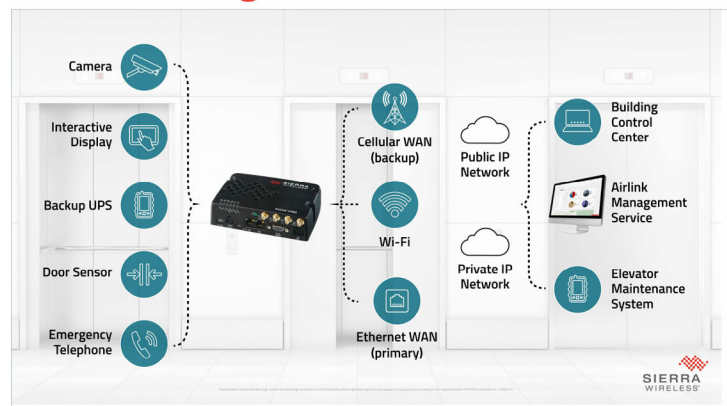 Camera
Interactive
Display
Backup UPS
Door Sensor
Emergency
Telephone
SIERRA
Cellular WAN
(backup)
Wi-Fi
Ethernet WAN
(primary)
Public IP
Network
Private IP
Network
Building
Control
Center
Airlink
Management
Service
Elevator
Maintenance
System
SIERRA
WIRELESS